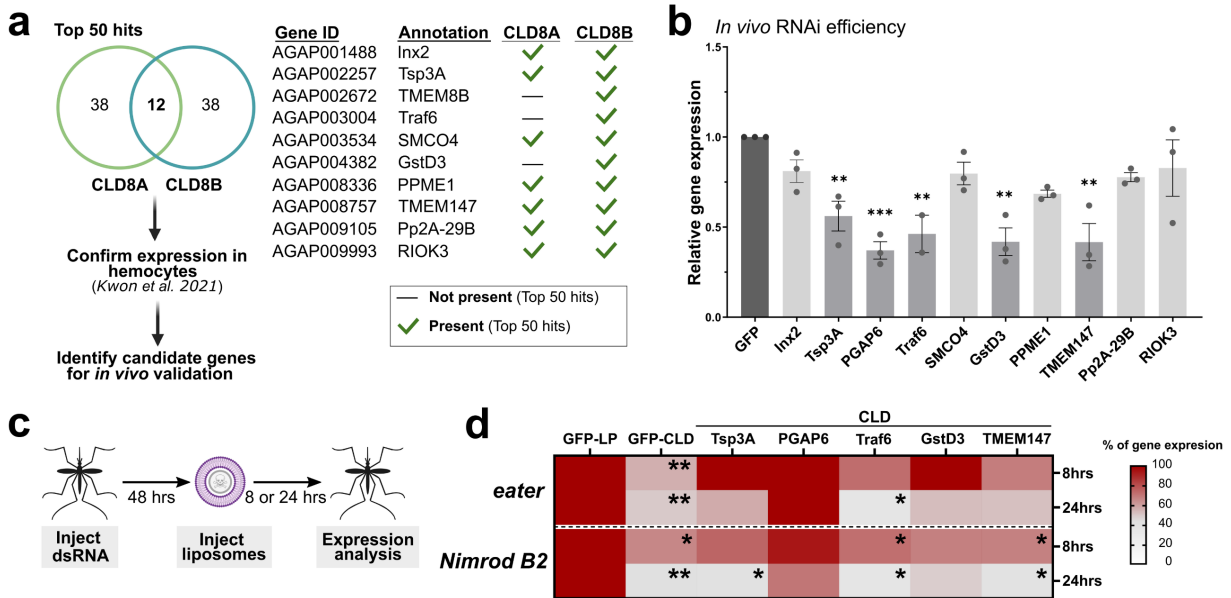 a
Top 50 hits
38 12 38
CLD8A CLD8B
Confirm expression in
hemocytes
(Kwon et al. 2021)
Identify candidate genes
for in vivo validation
Gene ID Annotation CLD8A CLD8B
AGAP001488 Inx2 ✓ ✓
AGAP002257 Tsp3A ✓ ✓
AGAP002672 TMEM8B — ✓
AGAP003004 Traf6 — ✓
AGAP003534 SMCO4 ✓ ✓
AGAP004382 GstD3 — ✓
AGAP008336 PPME1 ✓ ✓
AGAP008757 TMEM147 ✓ ✓
AGAP009105 Pp2A-29B ✓ ✓
AGAP009993 RIOK3 ✓ ✓
— Not present (Top 50 hits)
✓ Present (Top 50 hits)
b
In vivo RNAi efficiency
Relative gene expression
1.5
1.0
0.5
0.0
** *** ** ** **
GFP Inx2 Tsp3A PGAP6 Traf6 SMCO4 GstD3 PPME1 TMEM147 Pp2A-29B RIOK3
c
48 hrs 8 or 24 hrs
Inject
dsRNA
Inject
liposomes
Expression
analysis
d
CLD
GFP-LP GFP-CLD Tsp3A PGAP6 Traf6 GstD3 TMEM147
eater
** 8hrs
** * 24hrs
Nimrod B2
* * * 8hrs
** * * * 24hrs
% of gene expresion
100
80
60
40
20
0